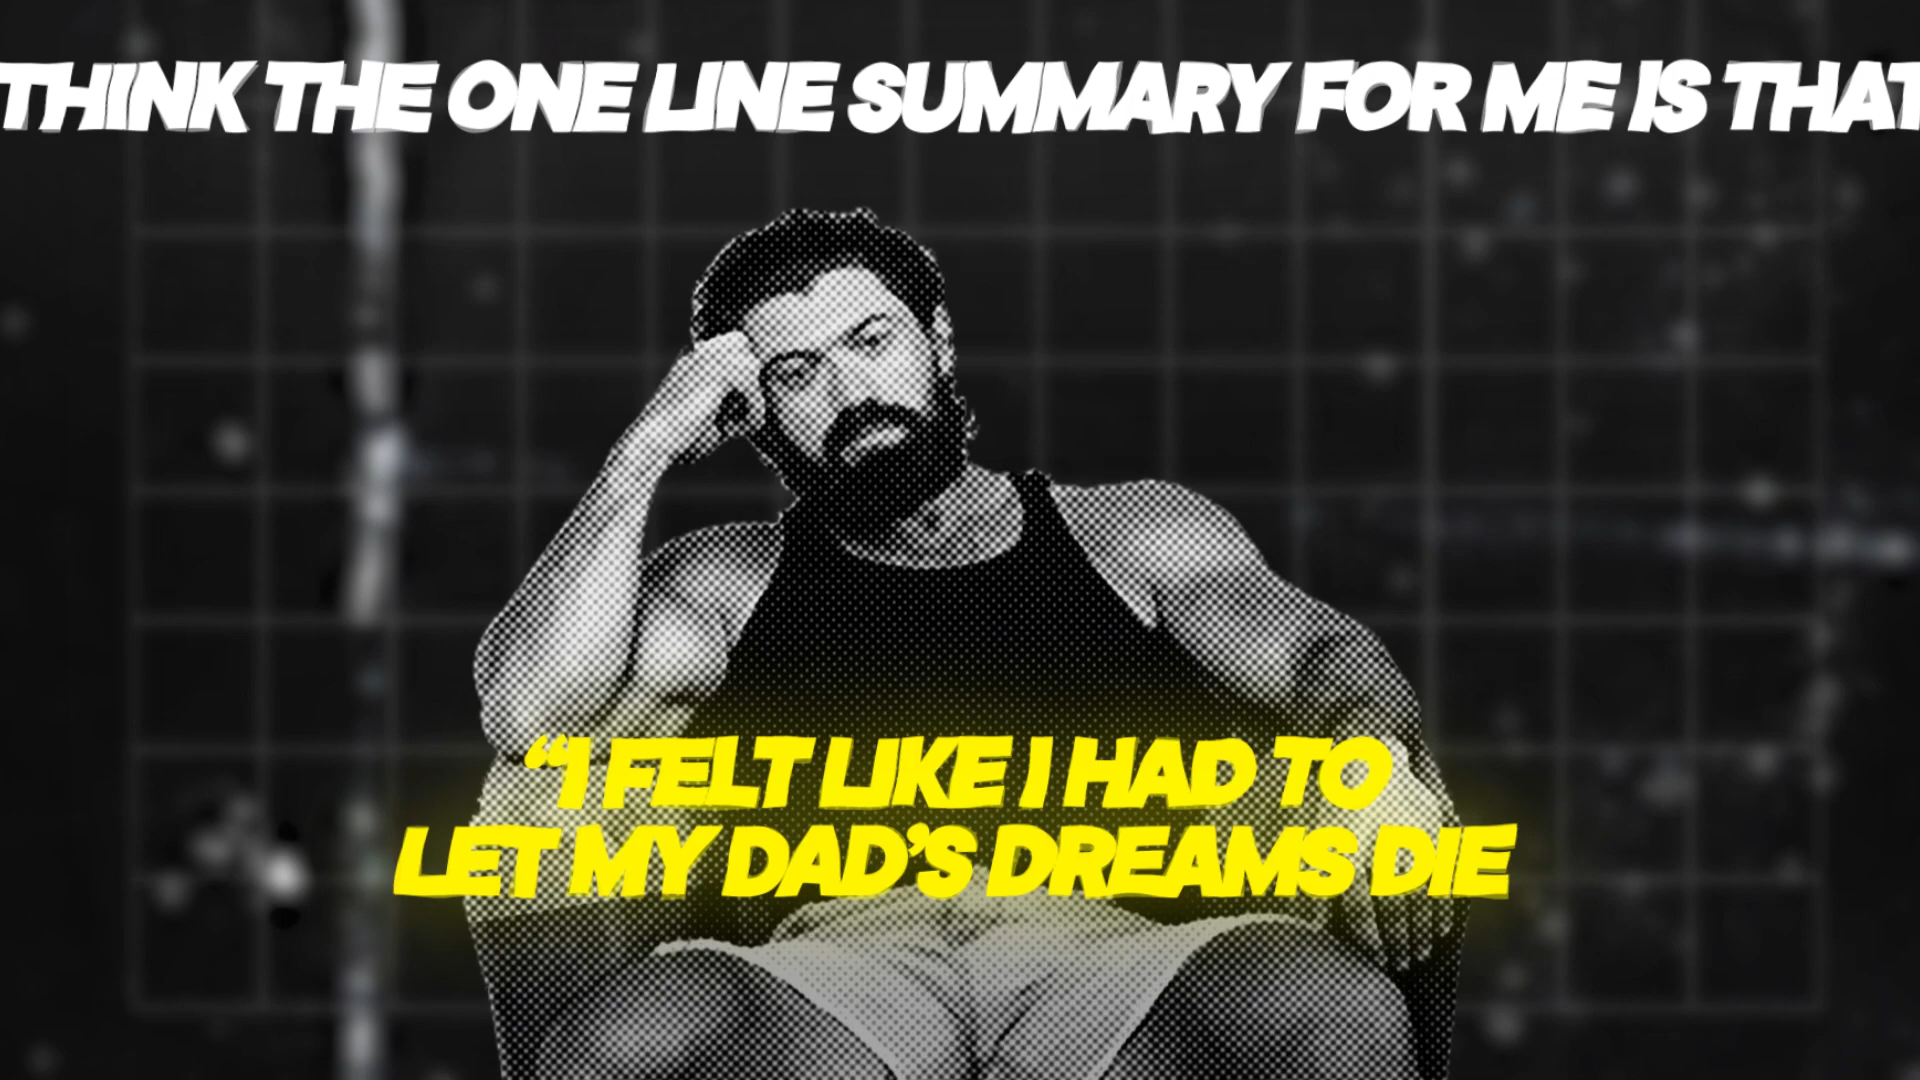 THINK THE ONE LINE SUMMARY FOR ME IS THAT
“I FELT LIKE I HAD TO
LET MY DAD’S DREAMS DIE